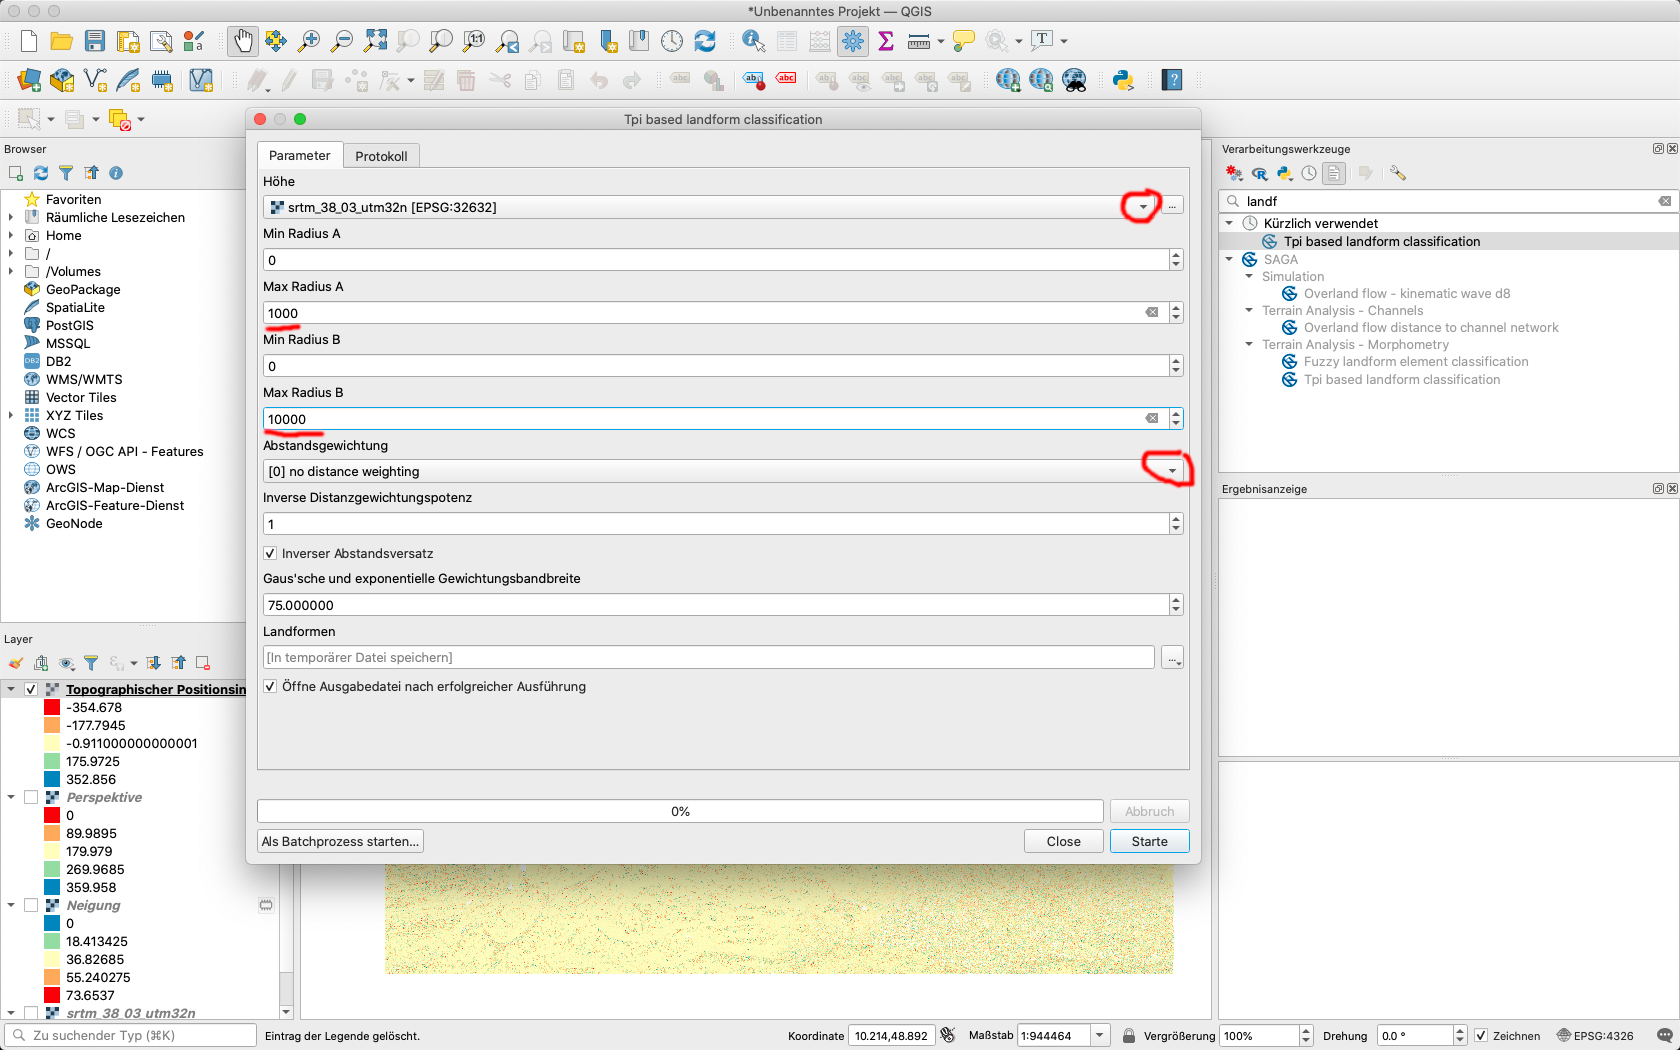 *Unbenanntes Projekt — QGIS
Browser
Favoriten
Räumliche Lesezeichen
Home
/
/Volumes
GeoPackage
SpatiaLite
PostGIS
MSSQL
DB2
WMS/WMTS
Vector Tiles
XYZ Tiles
WCS
WFS / OGC API - Features
OWS
ArcGIS-Map-Dienst
ArcGIS-Feature-Dienst
GeoNode
Layer
Topographischer Positionsin
-354.678
-177.7945
-0.911000000000001
175.9725
352.856
Perspektive
0
89.9895
179.979
269.9685
359.958
Neigung
0
18.413425
36.82685
55.240275
73.6537
srtm_38_03_utm32n
Tpi based landform classification
Parameter
Protokoll
Höhe
srtm_38_03_utm32n [EPSG:32632]
...
Min Radius A
0
Max Radius A
1000
Min Radius B
0
Max Radius B
10000
Abstandsgewichtung
[0] no distance weighting
Inverse Distanzgewichtungspotenz
1
Inverser Abstandsversatz
Gaus'sche und exponentielle Gewichtungsbandbreite
75.000000
Landformen
[In temporärer Datei speichern]
...
Öffne Ausgabedatei nach erfolgreicher Ausführung
0%
Abbruch
Als Batchprozess starten...
Close
Starte
Verarbeitungswerkzeuge
landf
Kürzlich verwendet
Tpi based landform classification
SAGA
Simulation
Overland flow - kinematic wave d8
Terrain Analysis - Channels
Overland flow distance to channel network
Terrain Analysis - Morphometry
Fuzzy landform element classification
Tpi based landform classification
Ergebnisanzeige
Zu suchender Typ (⌘K)
Eintrag der Legende gelöscht.
Koordinate
10.214,48.892
Maßstab
1:944464
Vergrößerung
100%
Drehung
0.0 °
Zeichnen
EPSG:4326